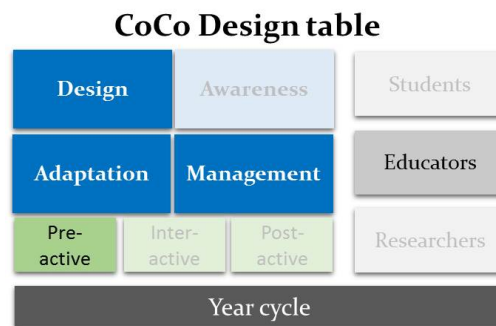 CoCo Design table
Design
Awareness
Students
Adaptation
Management
Educators
Pre-
active
Inter-
active
Post-
active
Researchers
Year cycle